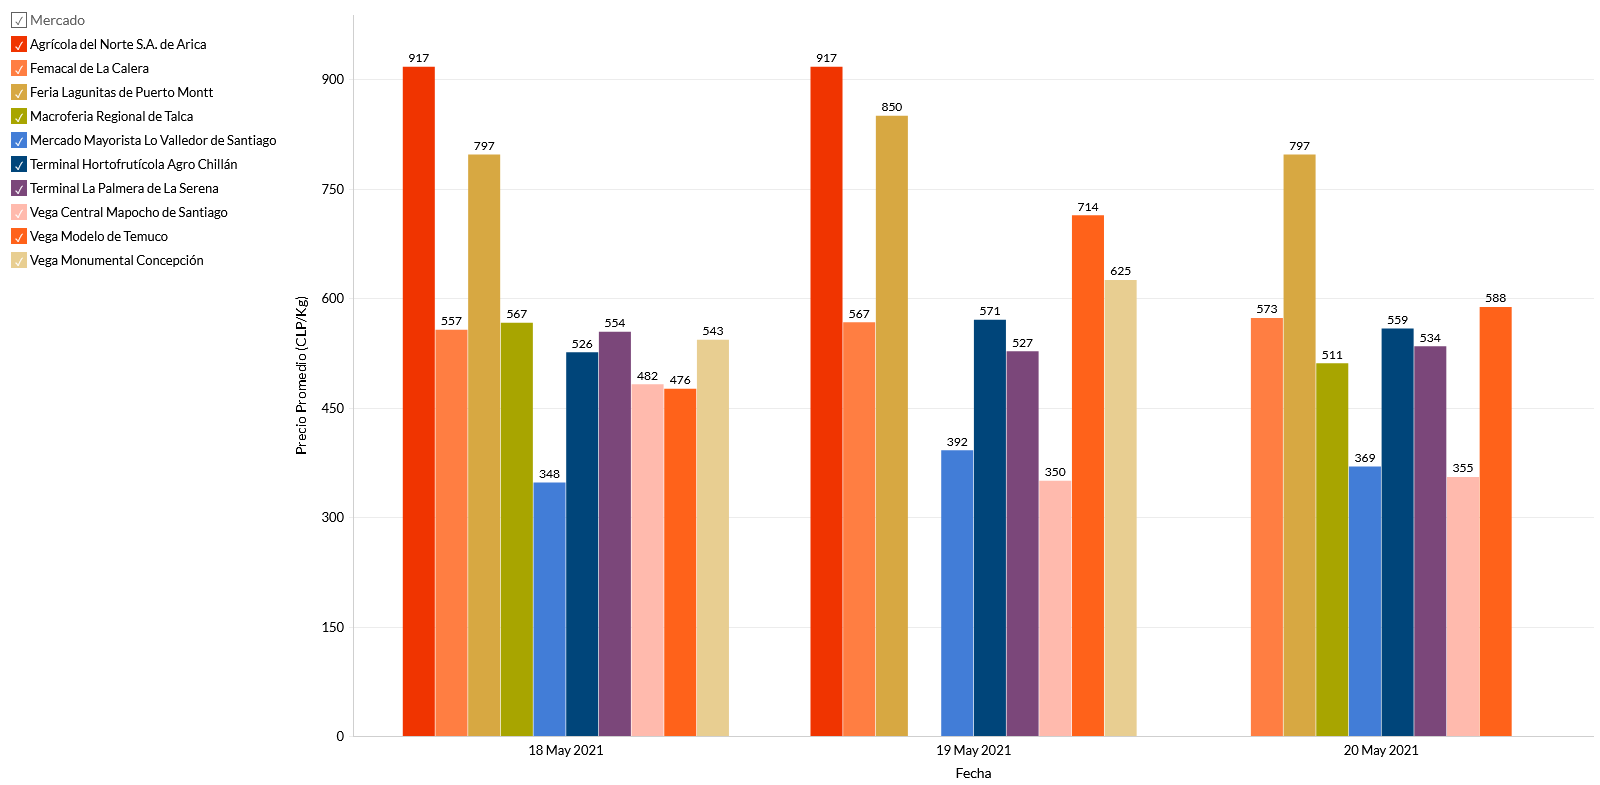 Mercado
Agrícola del Norte S.A. de Arica
Femacal de La Calera
Feria Lagunitas de Puerto Montt
Macroferia Regional de Talca
Mercado Mayorista Lo Valledor de Santiago
Terminal Hortofrutícola Agro Chillán
Terminal La Palmera de La Serena
Vega Central Mapocho de Santiago
Vega Modelo de Temuco
Vega Monumental Concepción
Precio Promedio (CLP/Kg)
900
750
600
450
300
150
0
917
557
797
567
348
526
554
482
476
543
917
567
850
392
571
527
350
714
625
573
797
511
369
559
534
355
588
18 May 2021
19 May 2021
20 May 2021
Fecha